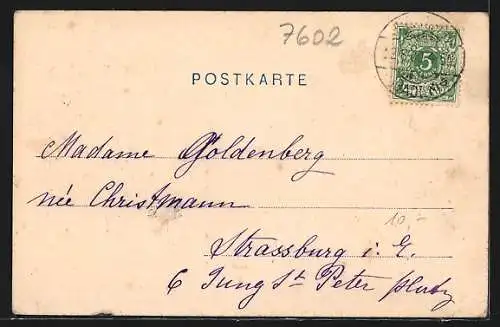 7602
POSTKARTE
5
Madame Goldenberg
née Christmann
10.-
Strassburg i. E.
6 Jung St Peter platz